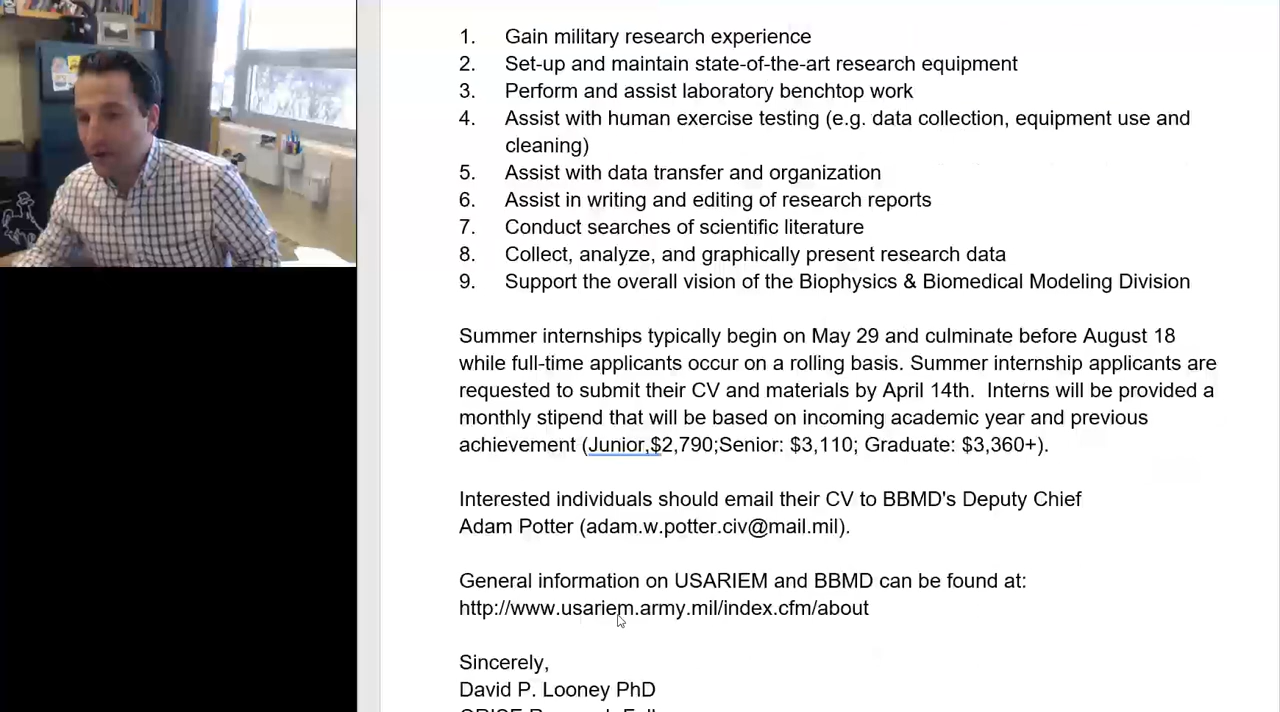 1. Gain military research experience
2. Set-up and maintain state-of-the-art research equipment
3. Perform and assist laboratory benchtop work
4. Assist with human exercise testing (e.g. data collection, equipment use and
cleaning)
5. Assist with data transfer and organization
6. Assist in writing and editing of research reports
7. Conduct searches of scientific literature
8. Collect, analyze, and graphically present research data
9. Support the overall vision of the Biophysics & Biomedical Modeling Division
Summer internships typically begin on May 29 and culminate before August 18
while full-time applicants occur on a rolling basis. Summer internship applicants are
requested to submit their CV and materials by April 14th.  Interns will be provided a
monthly stipend that will be based on incoming academic year and previous
achievement (Junior,$2,790;Senior: $3,110; Graduate: $3,360+).
Interested individuals should email their CV to BBMD's Deputy Chief
Adam Potter (adam.w.potter.civ@mail.mil).
General information on USARIEM and BBMD can be found at:
http://www.usariem.army.mil/index.cfm/about
Sincerely,
David P. Looney PhD